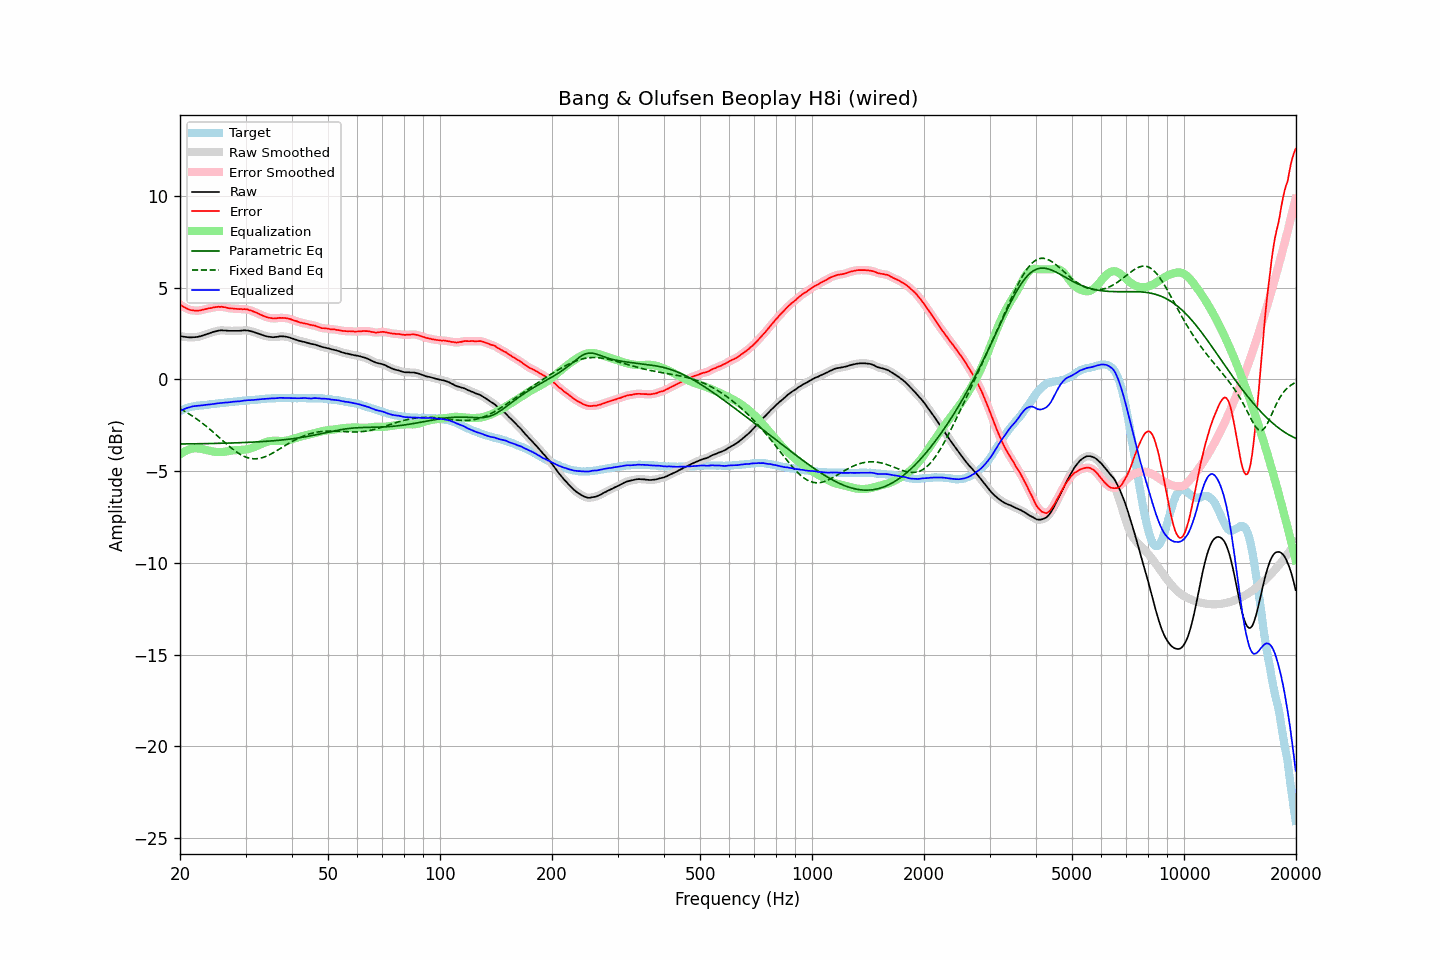 Bang & Olufsen Beoplay H8i (wired)
Target
Raw Smoothed
Error Smoothed
Raw
Error
Equalization
Parametric Eq
Fixed Band Eq
Equalized
10
5
0
−5
−10
−15
−20
−25
Amplitude (dBr)
20 50 100 200 500 1000 2000 5000 10000 20000
Frequency (Hz)